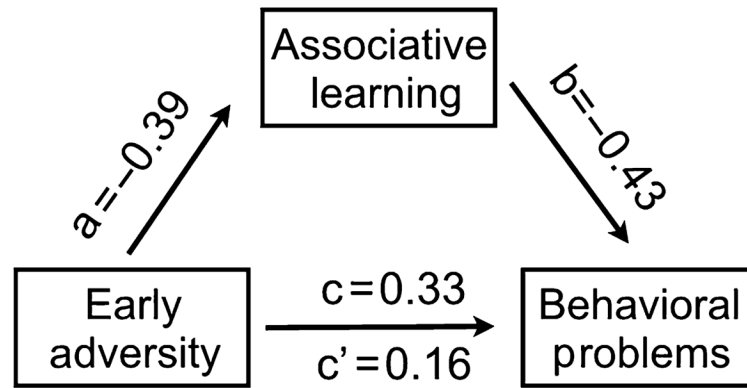 Associative
learning
a=−0.39
b=−0.43
Early
adversity
c=0.33
c’=0.16
Behavioral
problems